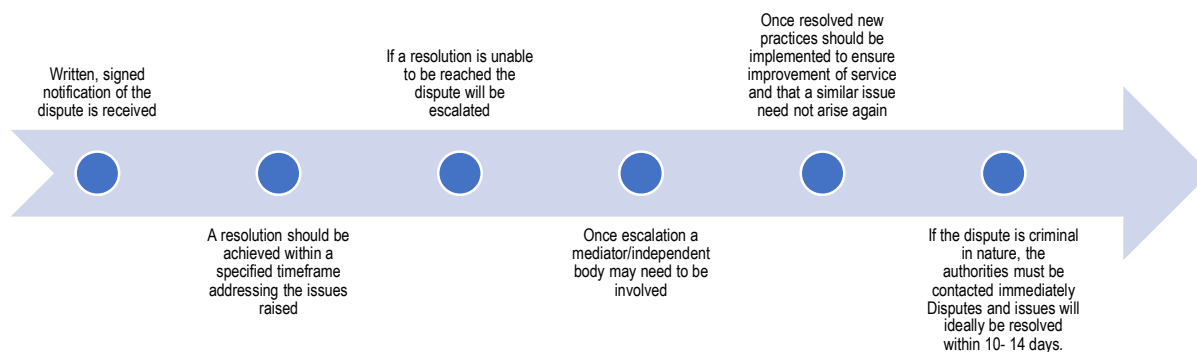 Written, signed
notification of the
dispute is received
A resolution should be
achieved within a
specified timeframe
addressing the issues
raised
If a resolution is unable
to be reached the
dispute will be
escalated
Once escalation a
mediator/independent
body may need to be
involved
Once resolved new
practices should be
implemented to ensure
improvement of service
and that a similar issue
need not arise again
If the dispute is criminal
in nature, the
authorities must be
contacted immediately
Disputes and issues will
ideally be resolved
within 10- 14 days.